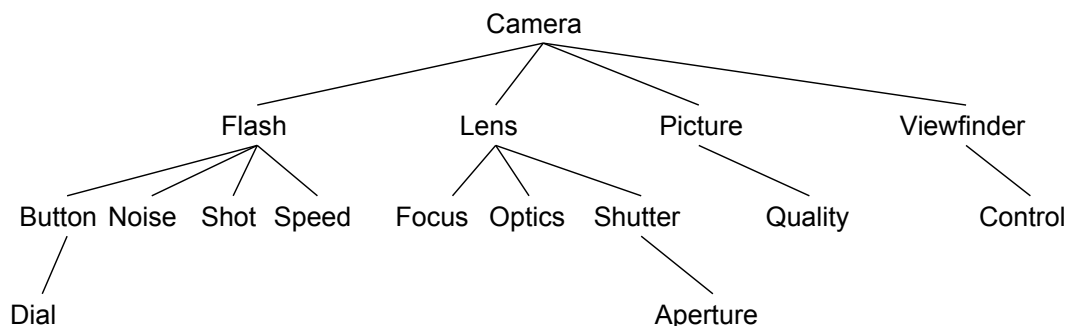 Camera
Flash Lens Picture Viewfinder
Button Noise Shot Speed Focus Optics Shutter Quality Control
Dial Aperture